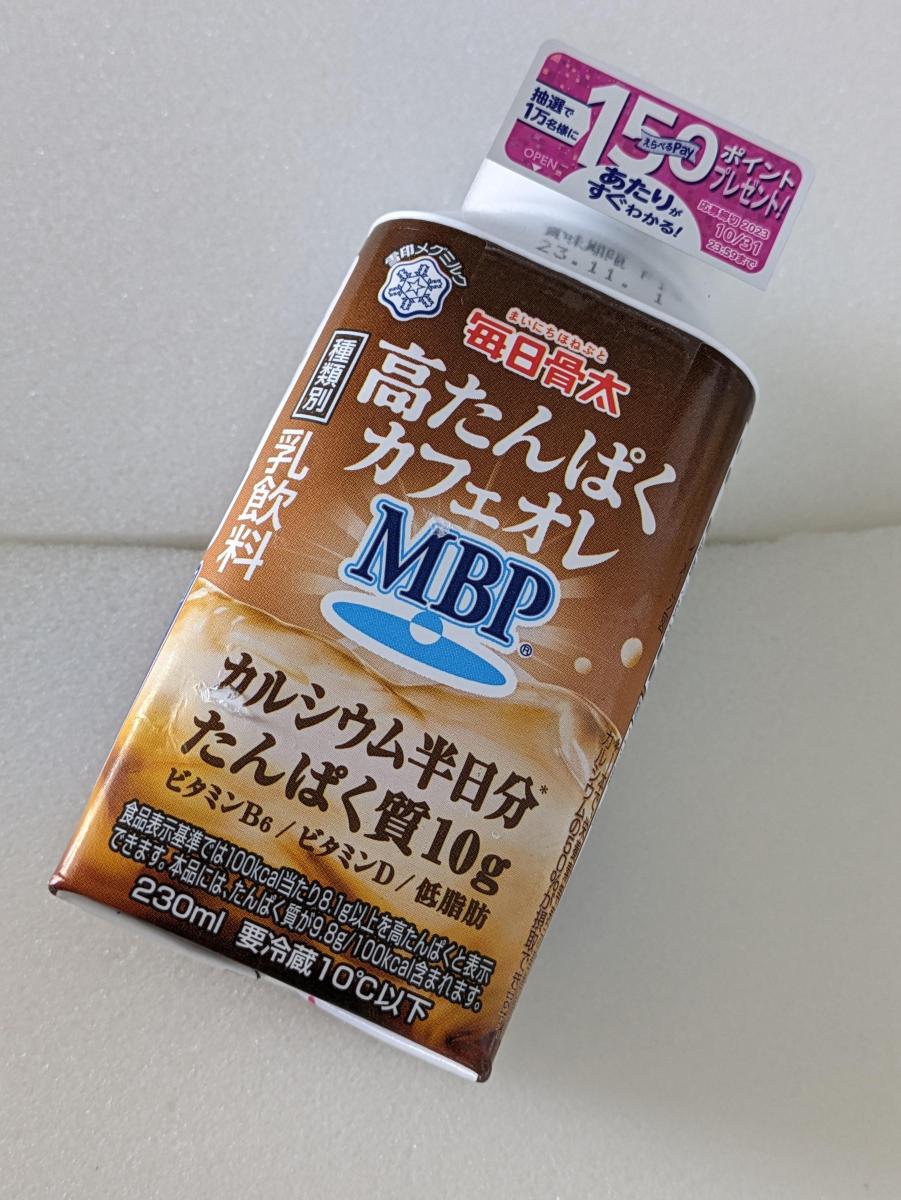 抽選で
1万名様に
150
えらべるPay
ポイント
プレゼント!
OPEN
あたりが
すぐわかる!
応募締切 2023
10/31
23:59まで
賞味期限
23.11. 1
雪印メグミルク
まいにちほねぶと
毎日骨太
種類別
乳飲料
高たんぱく
カフェオレ
MBP®
カルシウム半日分*
たんぱく質10g
ビタミンB6 / ビタミンD / 低脂肪
食品表示基準では100kcal当たり8.1g以上を高たんぱくと表示
できます。本品には、たんぱく質が9.8g/100kcal含まれます。
230ml 要冷蔵10℃以下